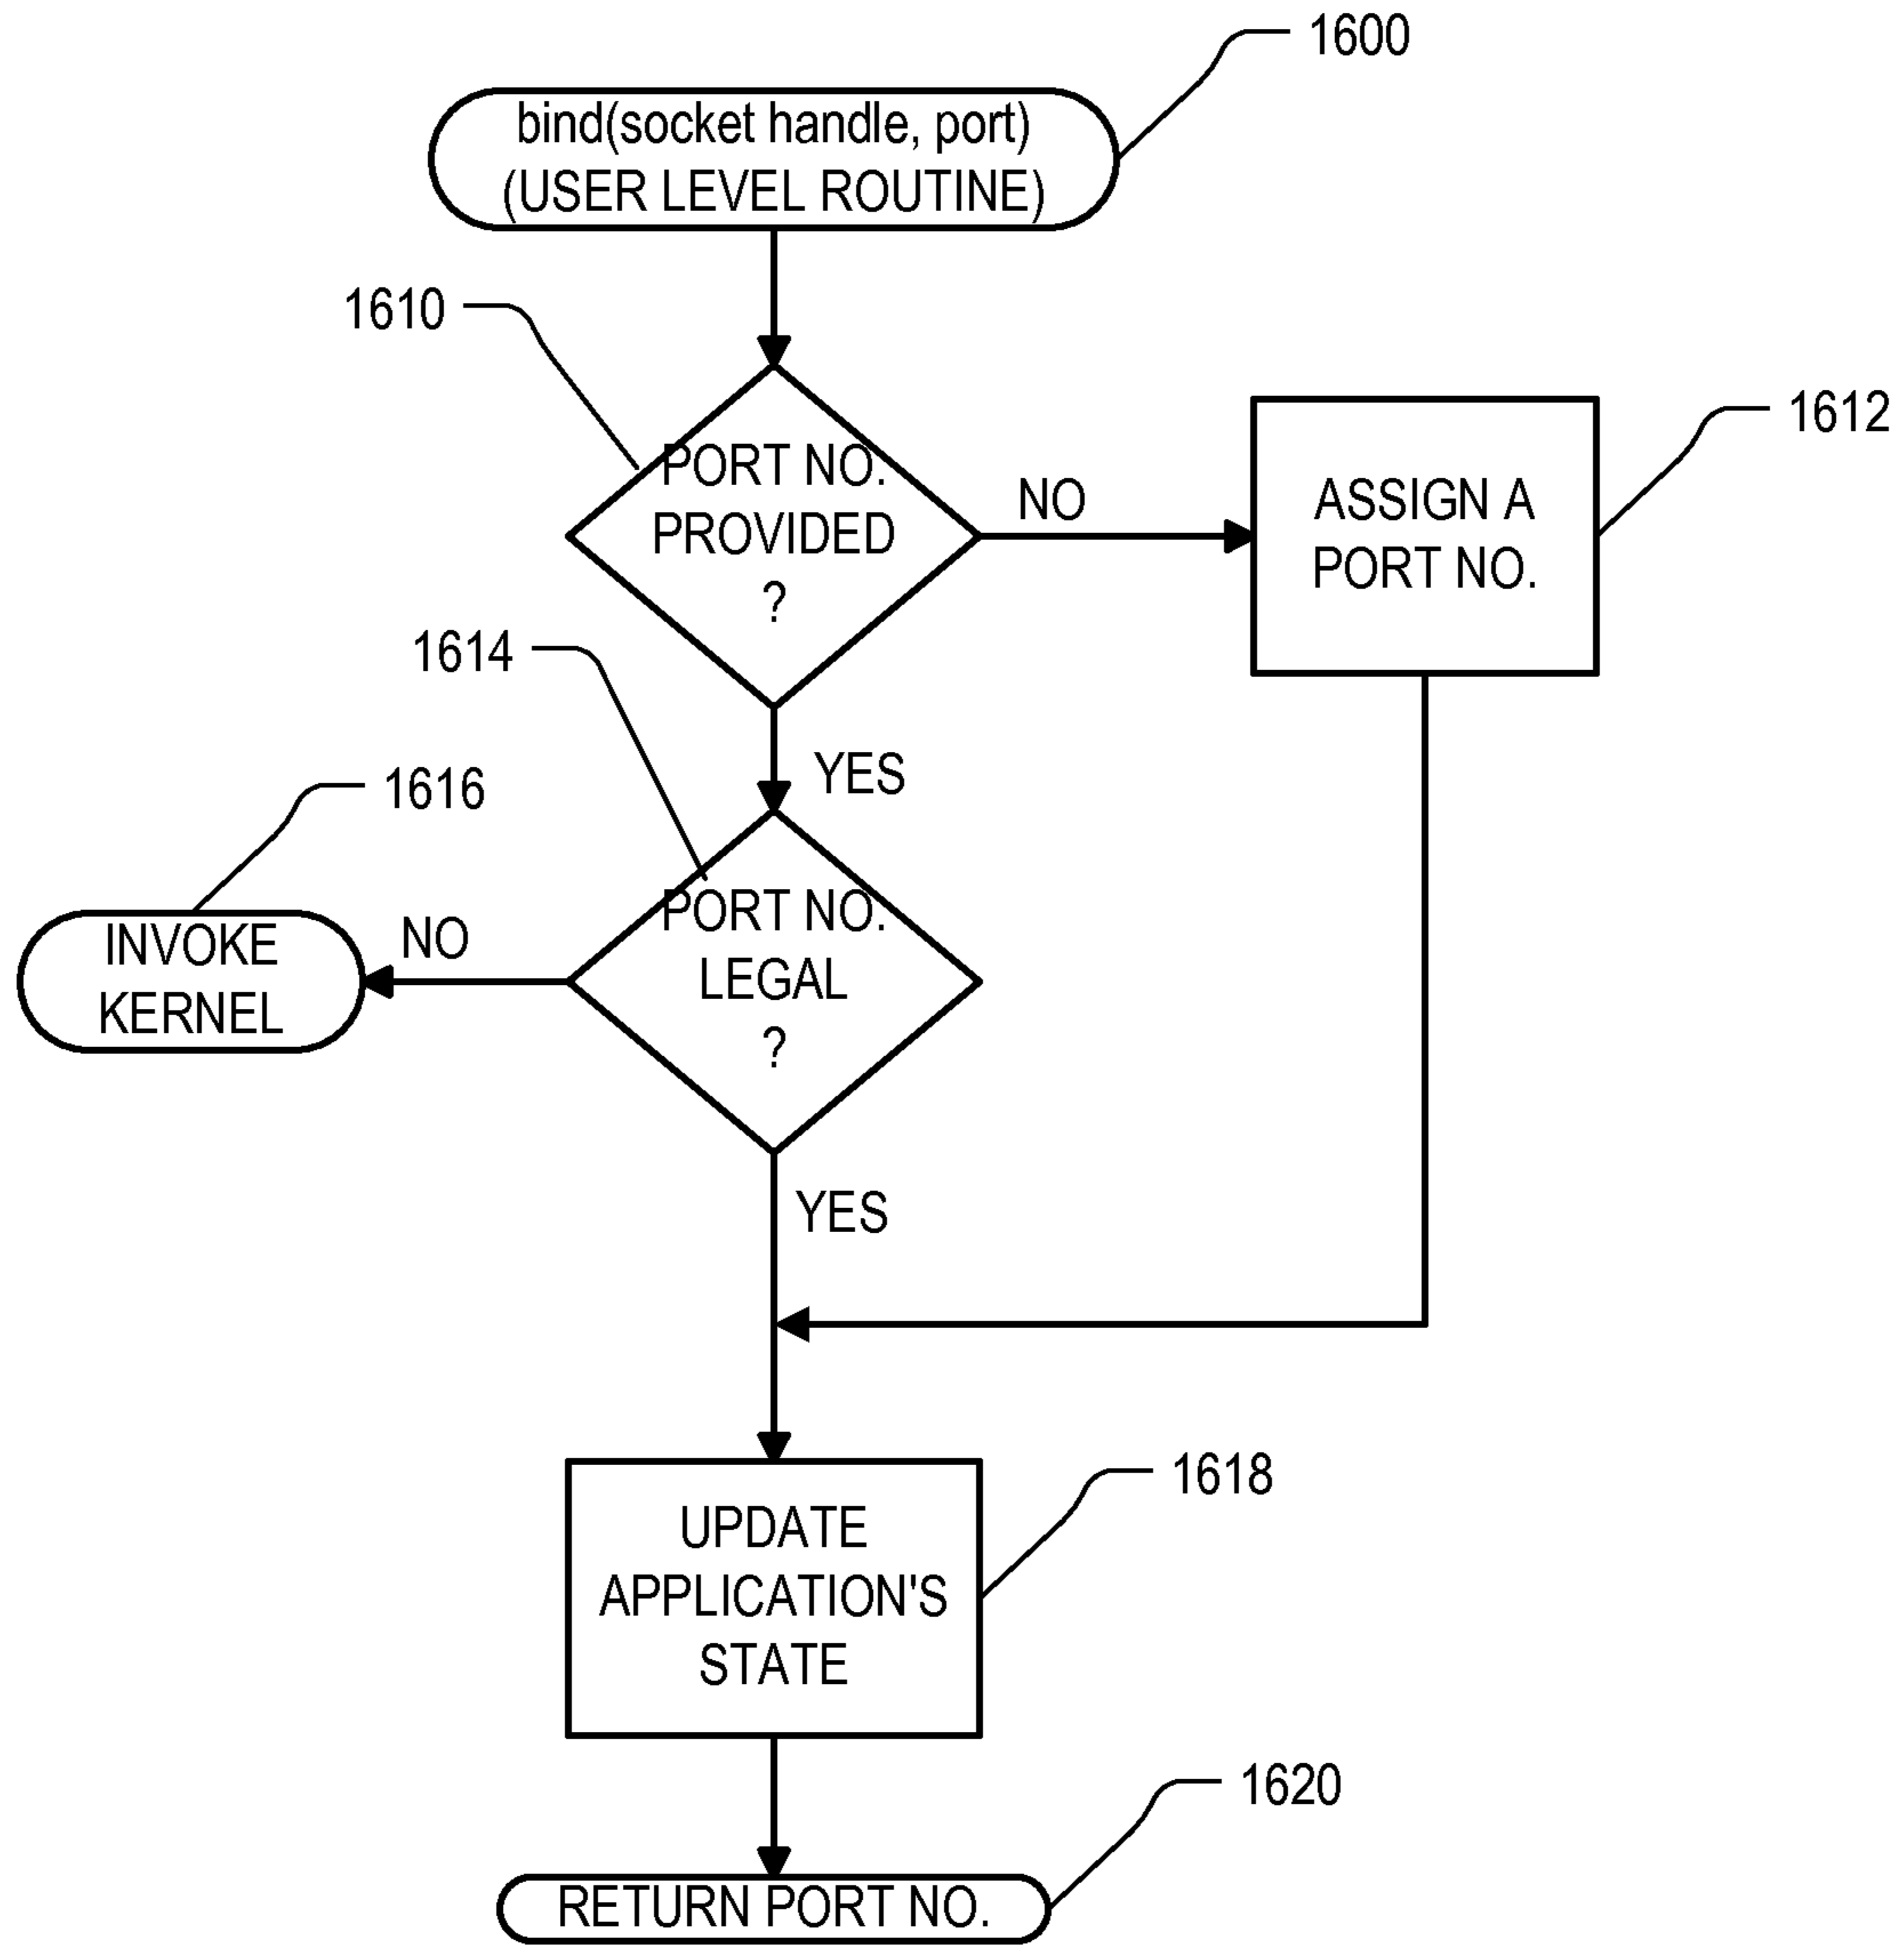 1600
bind(socket handle, port)
(USER LEVEL ROUTINE)
1610
PORT NO.
PROVIDED
?
NO
ASSIGN A
PORT NO.
1612
1614
YES
1616
PORT NO.
LEGAL
?
NO
INVOKE
KERNEL
YES
UPDATE
APPLICATION'S
STATE
1618
1620
RETURN PORT NO.